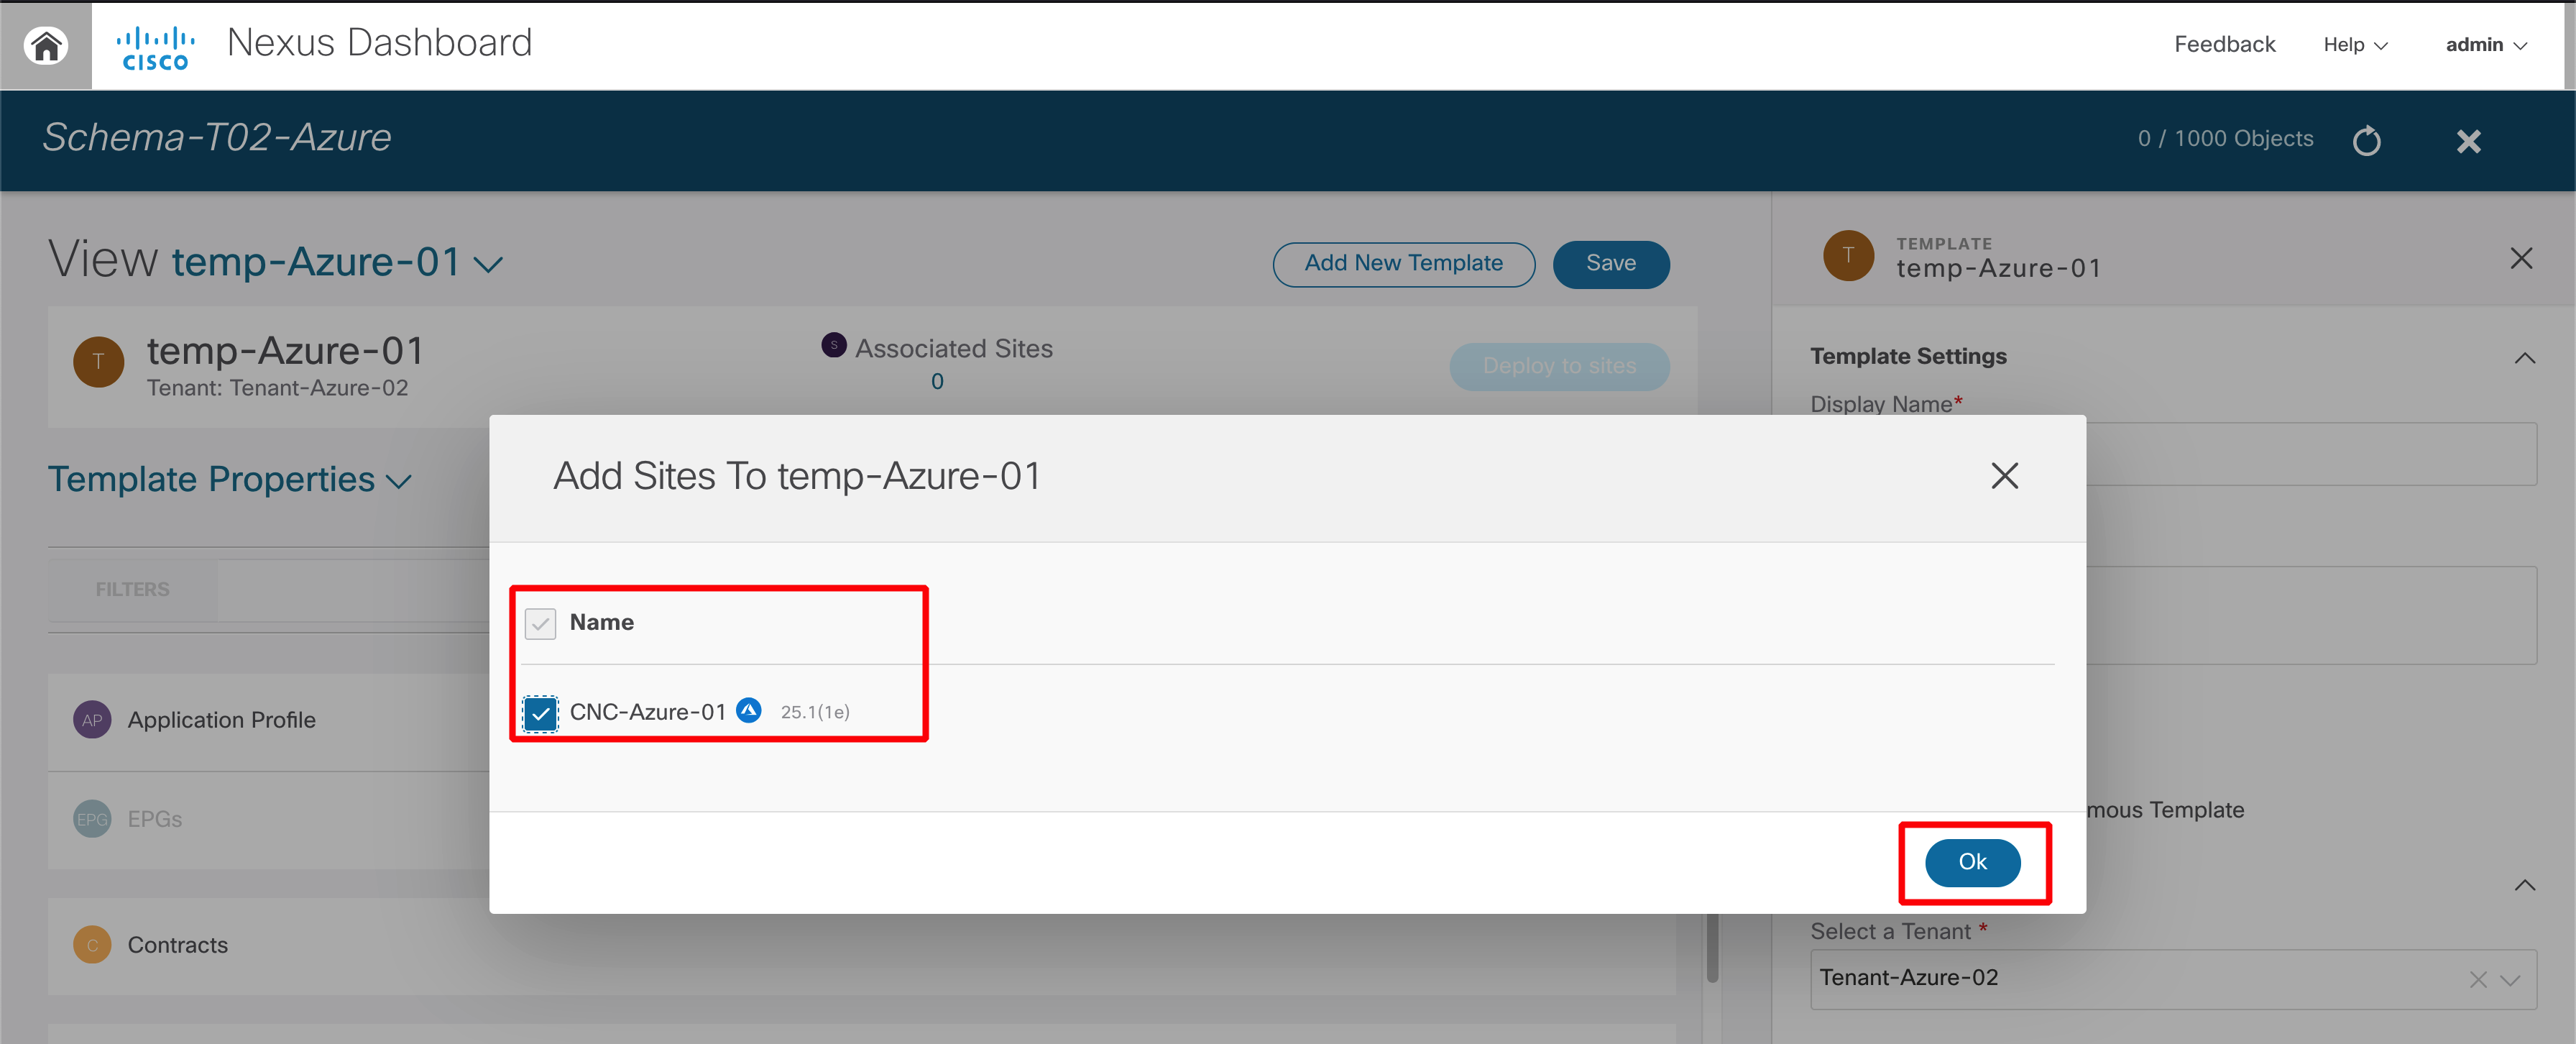 CISCO Nexus Dashboard
Feedback Help admin
Schema-T02-Azure
0 / 1000 Objects
View temp-Azure-01
Add New Template
Save
T
temp-Azure-01
Tenant: Tenant-Azure-02
S Associated Sites
0
Deploy to sites
Template Properties
FILTERS
AP Application Profile
EPG EPGs
C Contracts
Add Sites To temp-Azure-01
Name
CNC-Azure-01 25.1(1e)
Ok
T
TEMPLATE
temp-Azure-01
Template Settings
Display Name*
mous Template
Select a Tenant *
Tenant-Azure-02